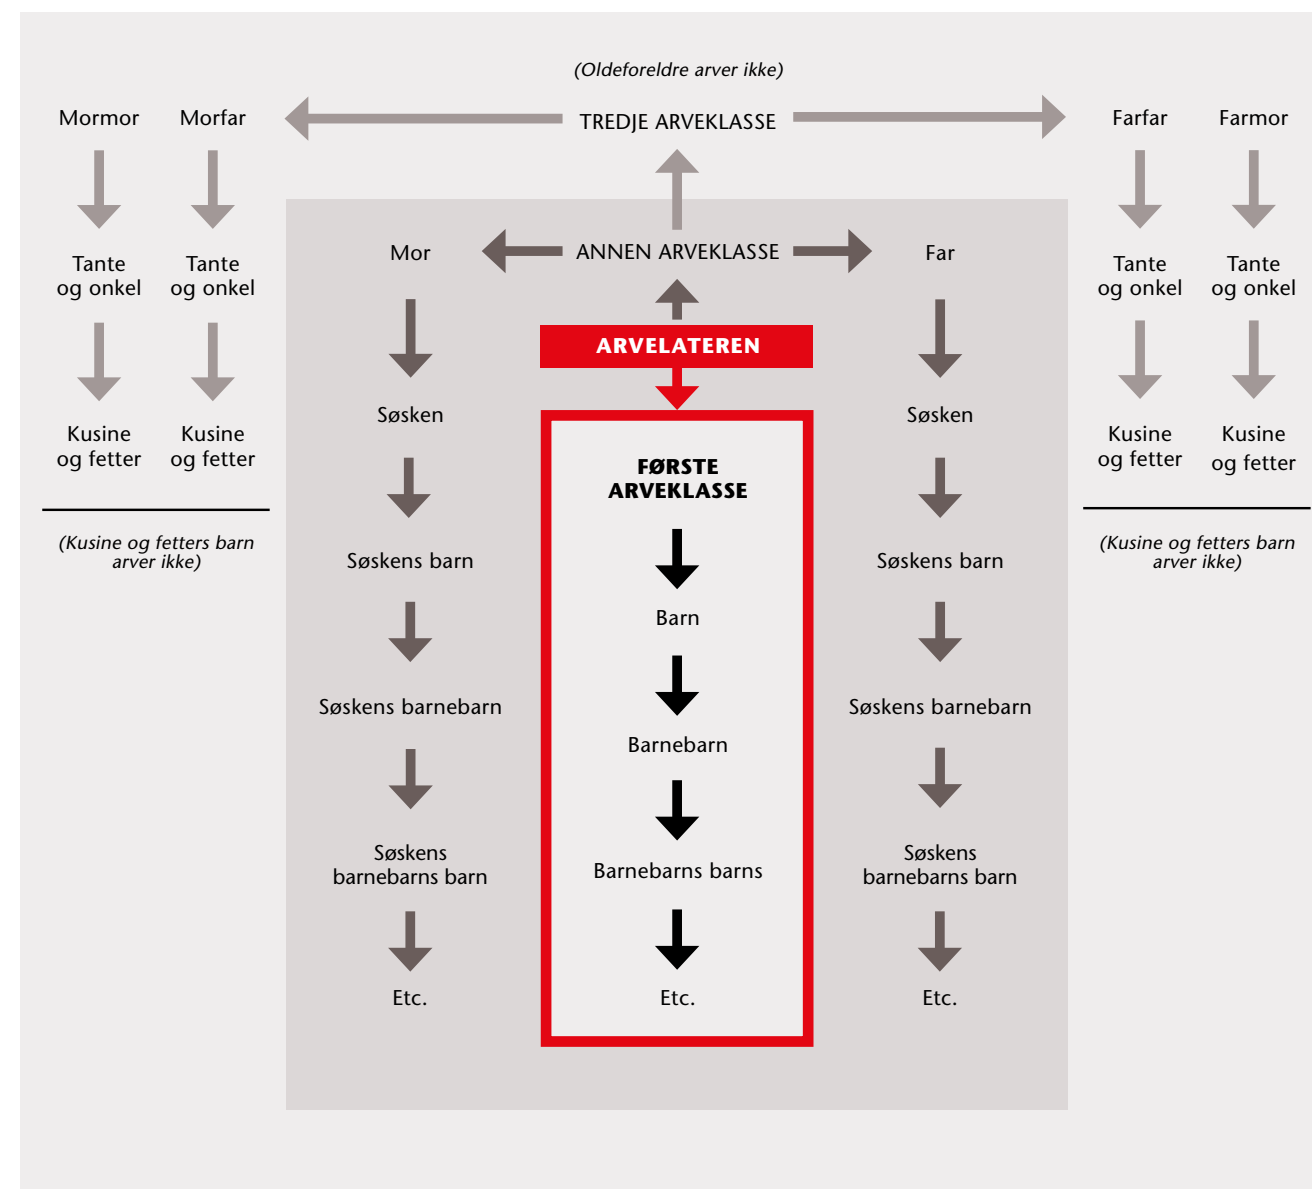 (Oldeforeldre arver ikke)
Mormor
Morfar
TREDJE ARVEKLASSE
Farfar
Farmor
Tante
og onkel
Tante
og onkel
Mor
ANNEN ARVEKLASSE
Far
Tante
og onkel
Tante
og onkel
ARVELATEREN
Kusine
og fetter
Kusine
og fetter
Søsken
Søsken
Kusine
og fetter
Kusine
og fetter
FØRSTE
ARVEKLASSE
(Kusine og fetters barn
arver ikke)
Søskens barn
Søskens barn
(Kusine og fetters barn
arver ikke)
Barn
Søskens barnebarn
Søskens barnebarn
Barnebarn
Søskens
barnebarns barn
Barnebarns barns
Søskens
barnebarns barn
Etc.
Etc.
Etc.